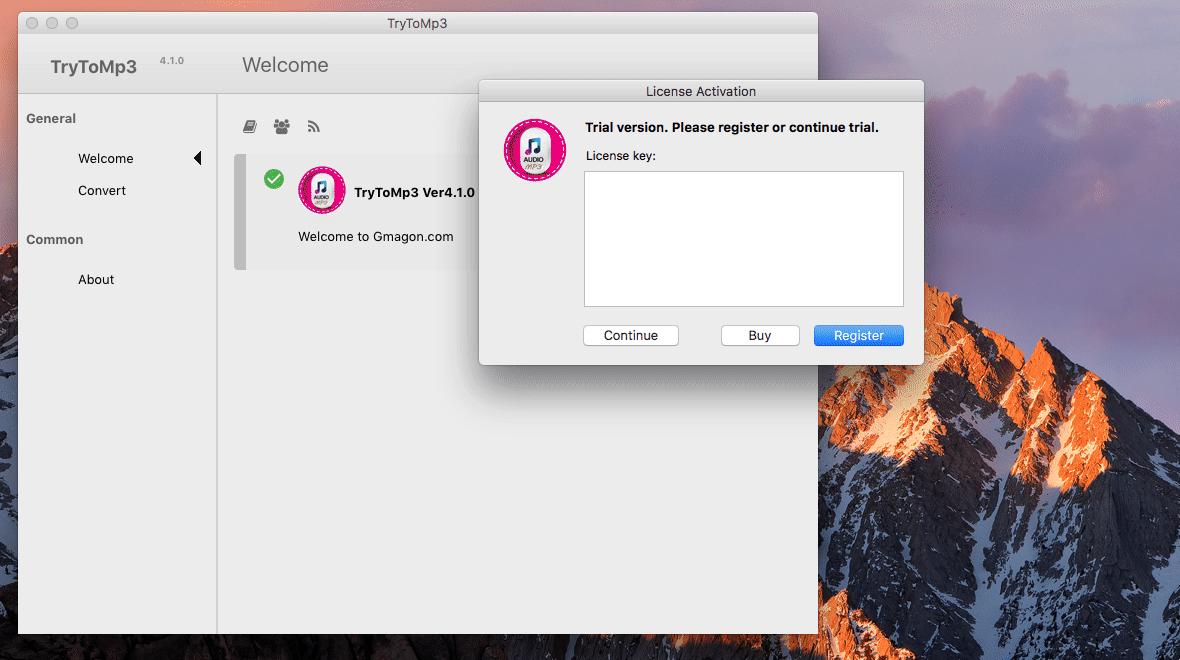 TryToMp3
TryToMp3 4.1.0
Welcome
General
Welcome
Convert
Common
About
AUDIO
MP3
TryToMp3 Ver4.1.0
Welcome to Gmagon.com
License Activation
AUDIO
MP3
Trial version. Please register or continue trial.
License key:
Continue
Buy
Register